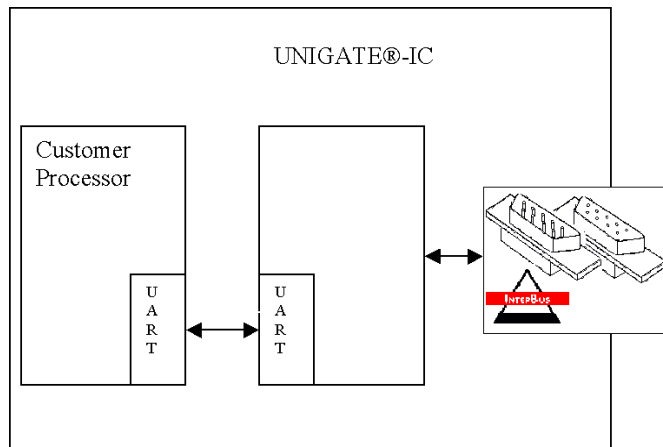 UNIGATE®-IC
Customer
Processor
U
A
R
T
U
A
R
T
INTERBUS